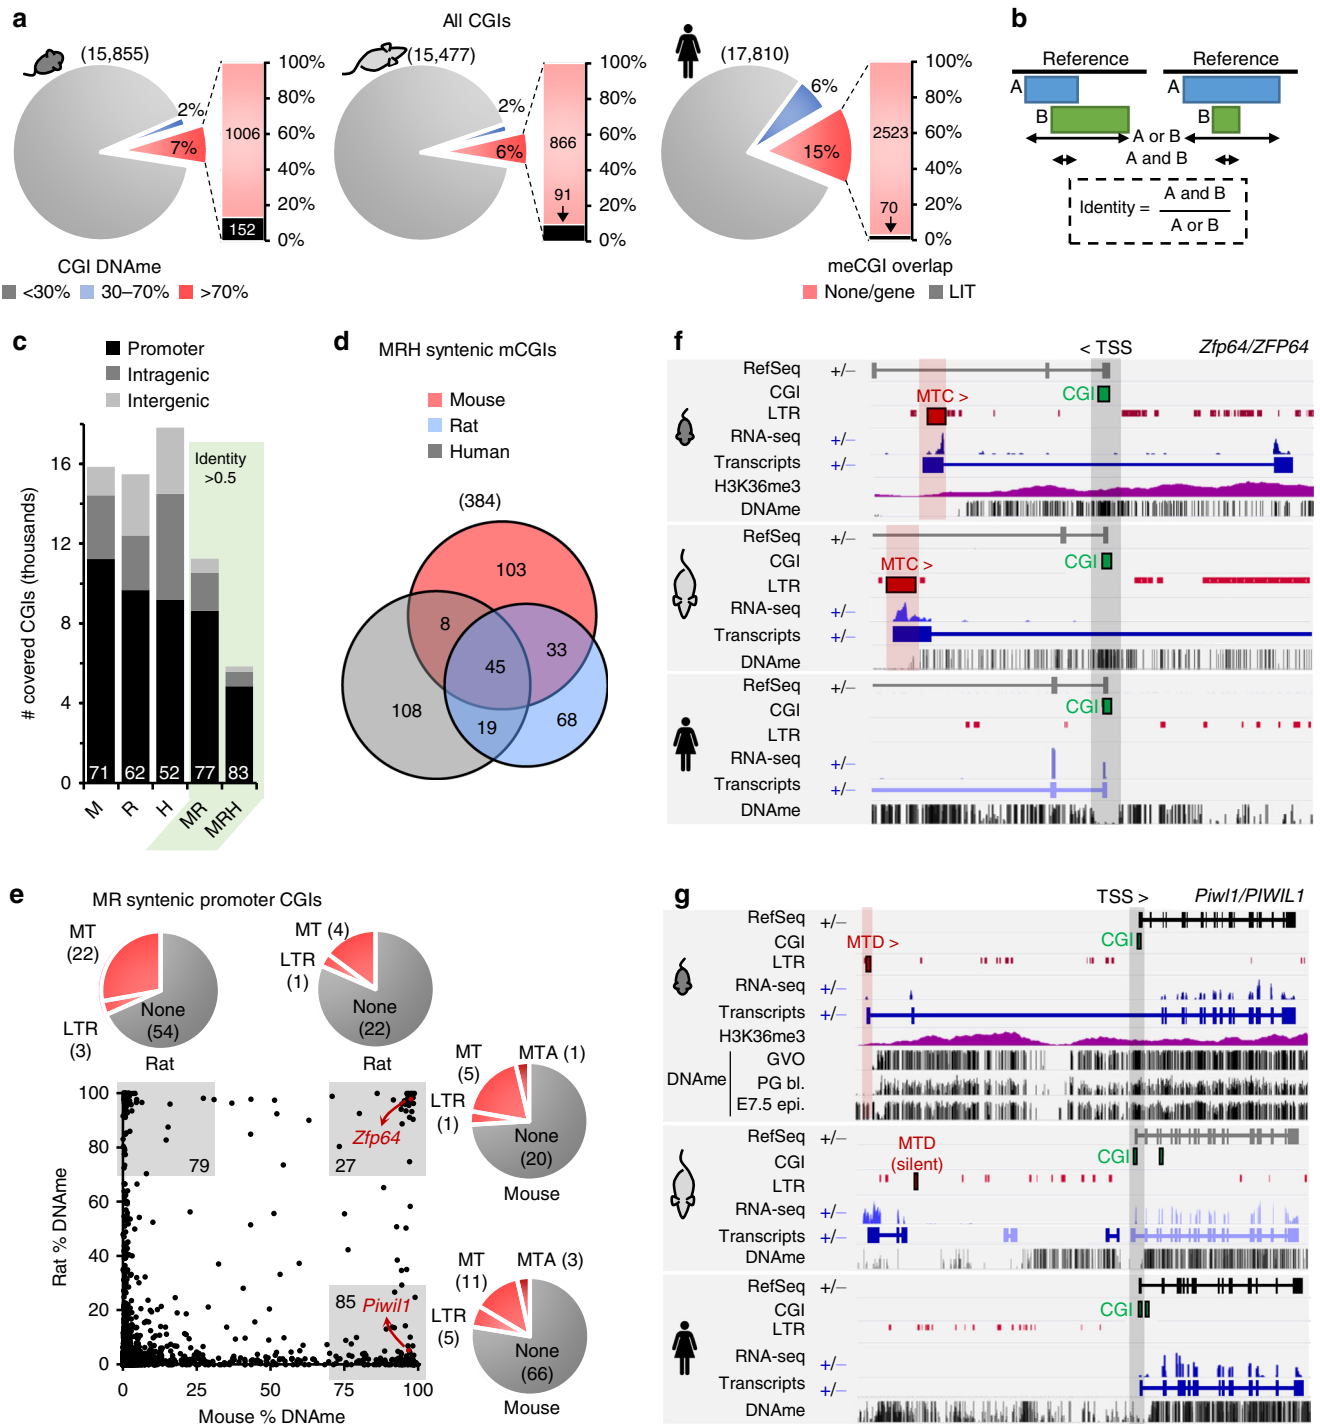 a
All CGIs
(15,855)
2%
7%
1006
152
100%
80%
60%
40%
20%
0%
(15,477)
2%
6%
866
91
100%
80%
60%
40%
20%
0%
(17,810)
6%
15%
2523
70
100%
80%
60%
40%
20%
0%
CGI DNAme
<30% 30–70% >70%
meCGI overlap
None/gene LIT
b
Reference Reference
A A
B B
A or B
A and B
Identity = A and B
A or B
c
Promoter
Intragenic
Intergenic
# covered CGIs (thousands)
16
12
8
4
0
Identity
>0.5
71 62 52 77 83
M R H MR MRH
d
MRH syntenic mCGIs
Mouse
Rat
Human
(384)
103
8
33
45
108
19
68
e
MR syntenic promoter CGIs
MT
(22)
LTR
(3)
None
(54)
Rat
MT (4)
LTR
(1)
None
(22)
Rat
MT
(5)
MTA (1)
LTR
(1)
None
(20)
Mouse
MT
(11)
MTA (3)
LTR
(5)
None
(66)
Mouse
Rat % DNAme
100
80
60
40
20
0
79
27
Zfp64
85
Piwil1
0 25 50 75 100
Mouse % DNAme
f
< TSS
Zfp64/ZFP64
RefSeq +/−
CGI CGI
LTR MTC >
RNA-seq +/−
Transcripts +/−
H3K36me3
DNAme
RefSeq +/−
CGI CGI
LTR MTC >
RNA-seq +/−
Transcripts +/−
DNAme
RefSeq +/−
CGI CGI
LTR
RNA-seq +/−
Transcripts +/−
DNAme
g
TSS >
Piwl1/PIWIL1
RefSeq +/−
CGI CGI
LTR MTD >
RNA-seq +/−
Transcripts +/−
H3K36me3
DNAme
GVO
PG bl.
E7.5 epi.
RefSeq +/−
CGI CGI
LTR MTD
(silent)
RNA-seq +/−
Transcripts +/−
DNAme
RefSeq +/−
CGI CGI
LTR
RNA-seq +/−
Transcripts +/−
DNAme